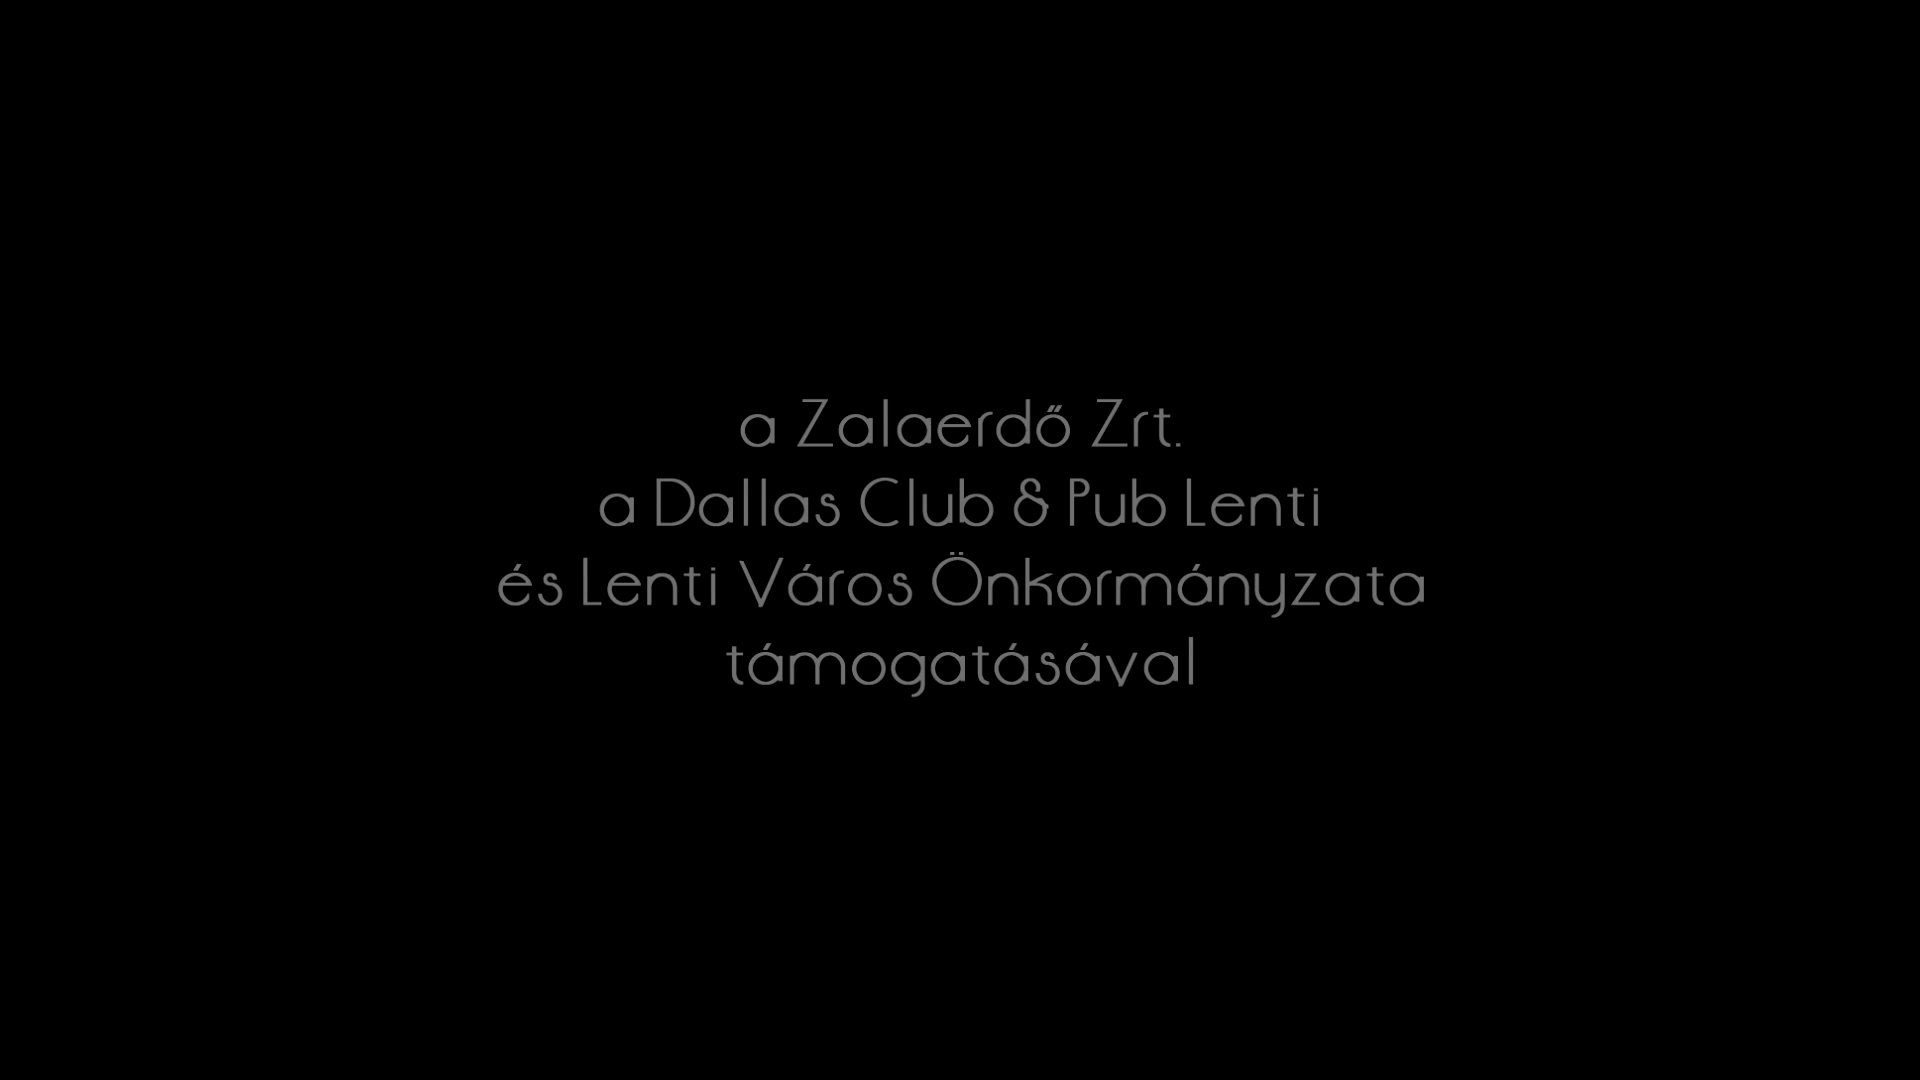 a Zalaerdő Zrt.
a Dallas Club & Pub Lenti
és Lenti Város Önkormányzata
támogatásával